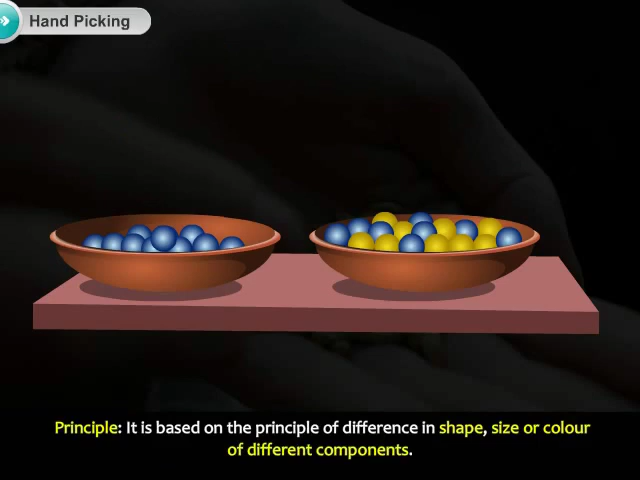 Hand Picking
Principle: It is based on the principle of difference in shape, size or colour
of different components.